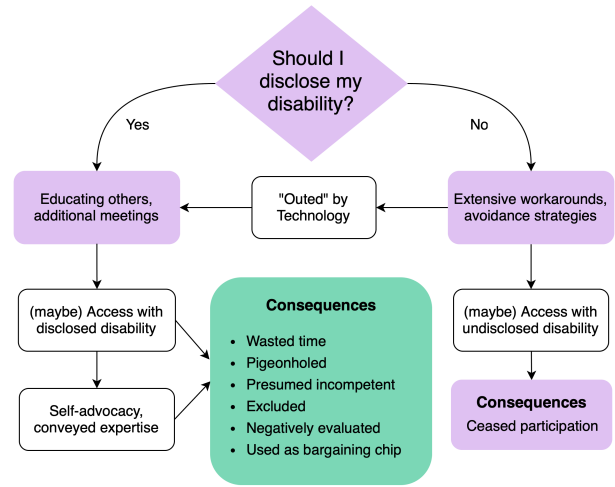 Should I
disclose my
disability?
Yes
No
Educating others,
additional meetings
"Outed" by
Technology
Extensive workarounds,
avoidance strategies
(maybe) Access with
disclosed disability
Self-advocacy,
conveyed expertise
Consequences
• Wasted time
• Pigeonholed
• Presumed incompetent
• Excluded
• Negatively evaluated
• Used as bargaining chip
(maybe) Access with
undisclosed disability
Consequences
Ceased participation